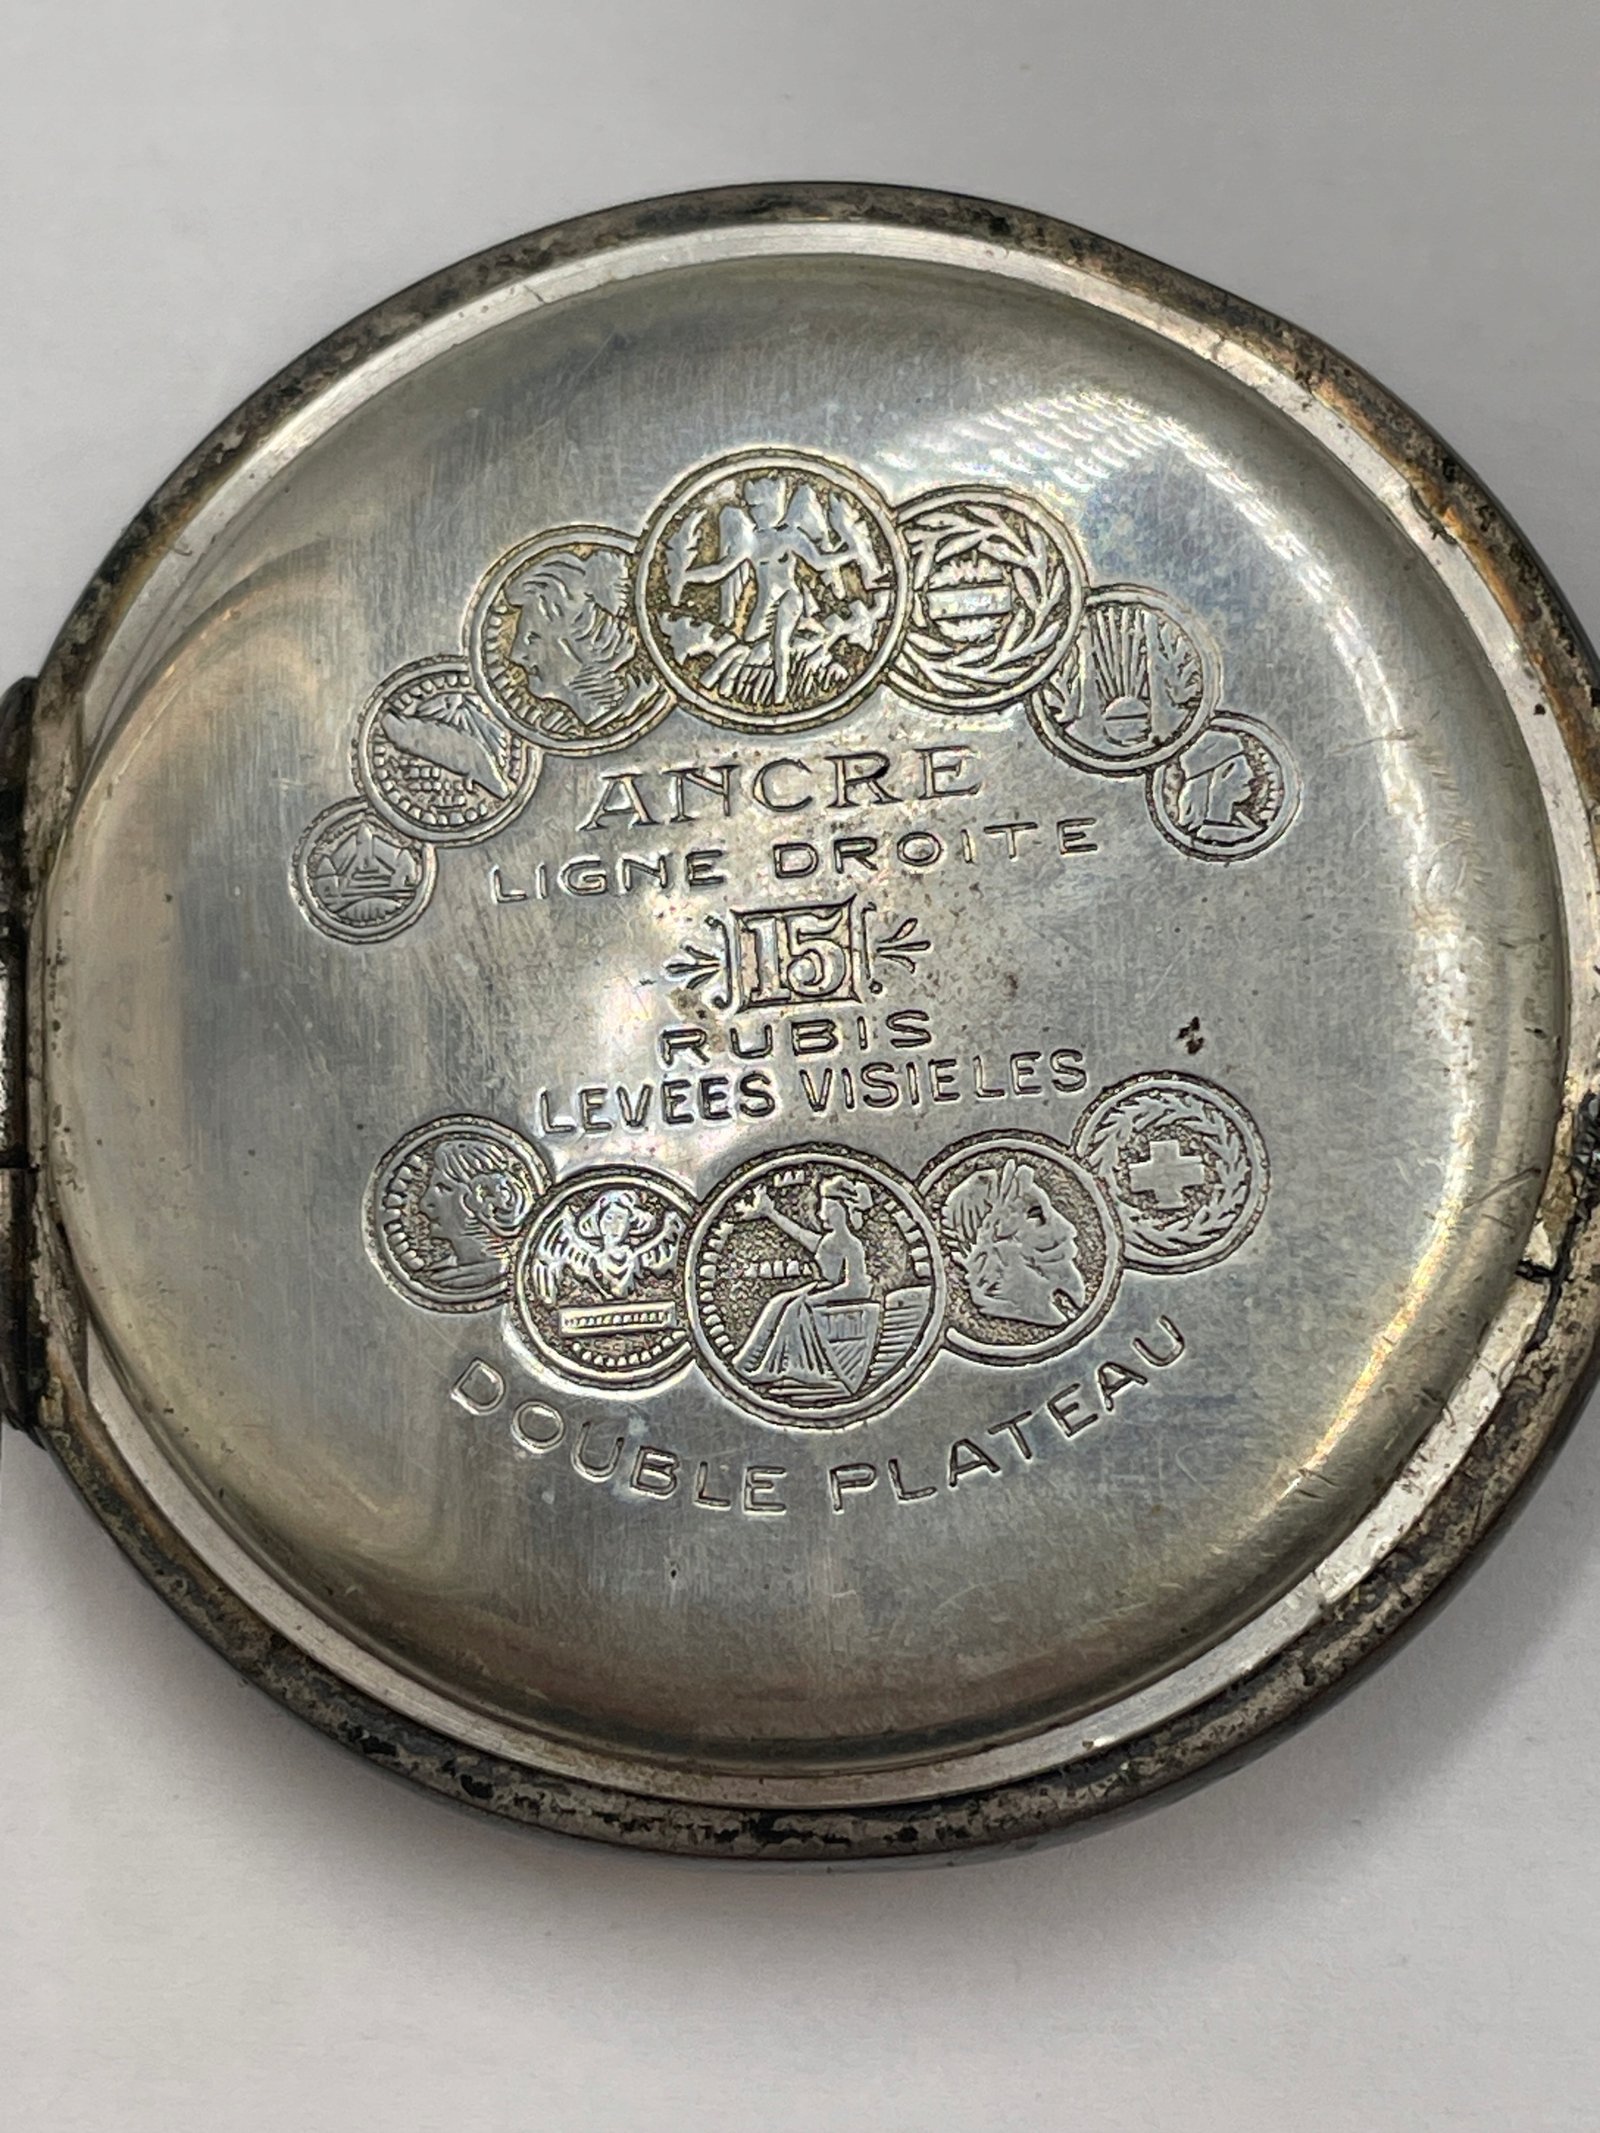 ANCRE
LIGNE DROITE
15
RUBIS
LEVEES VISIELES
DOUBLE PLATEAU